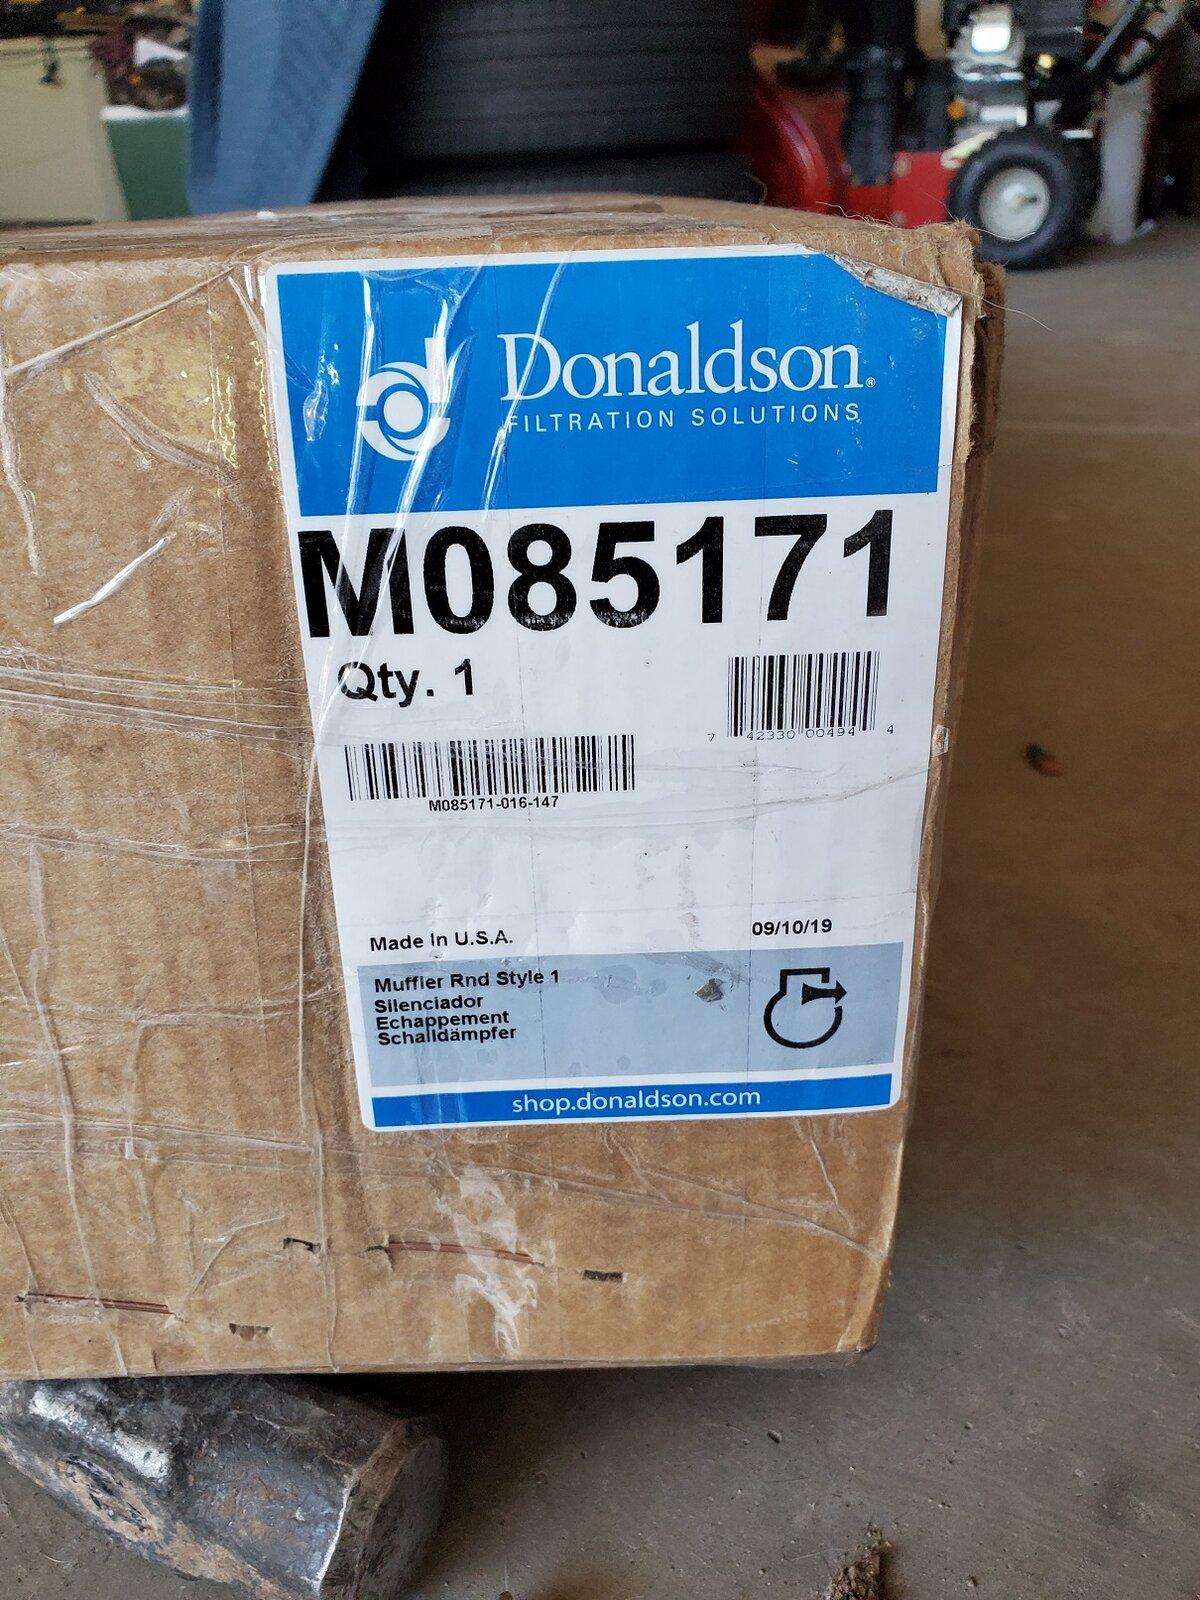 Donaldson®
FILTRATION SOLUTIONS
M085171
Qty. 1
7 42330 00494 4
M085171-016-147
Made In U.S.A.
09/10/19
Muffler Rnd Style 1
Silenciador
Echappement
Schalldämpfer
shop.donaldson.com